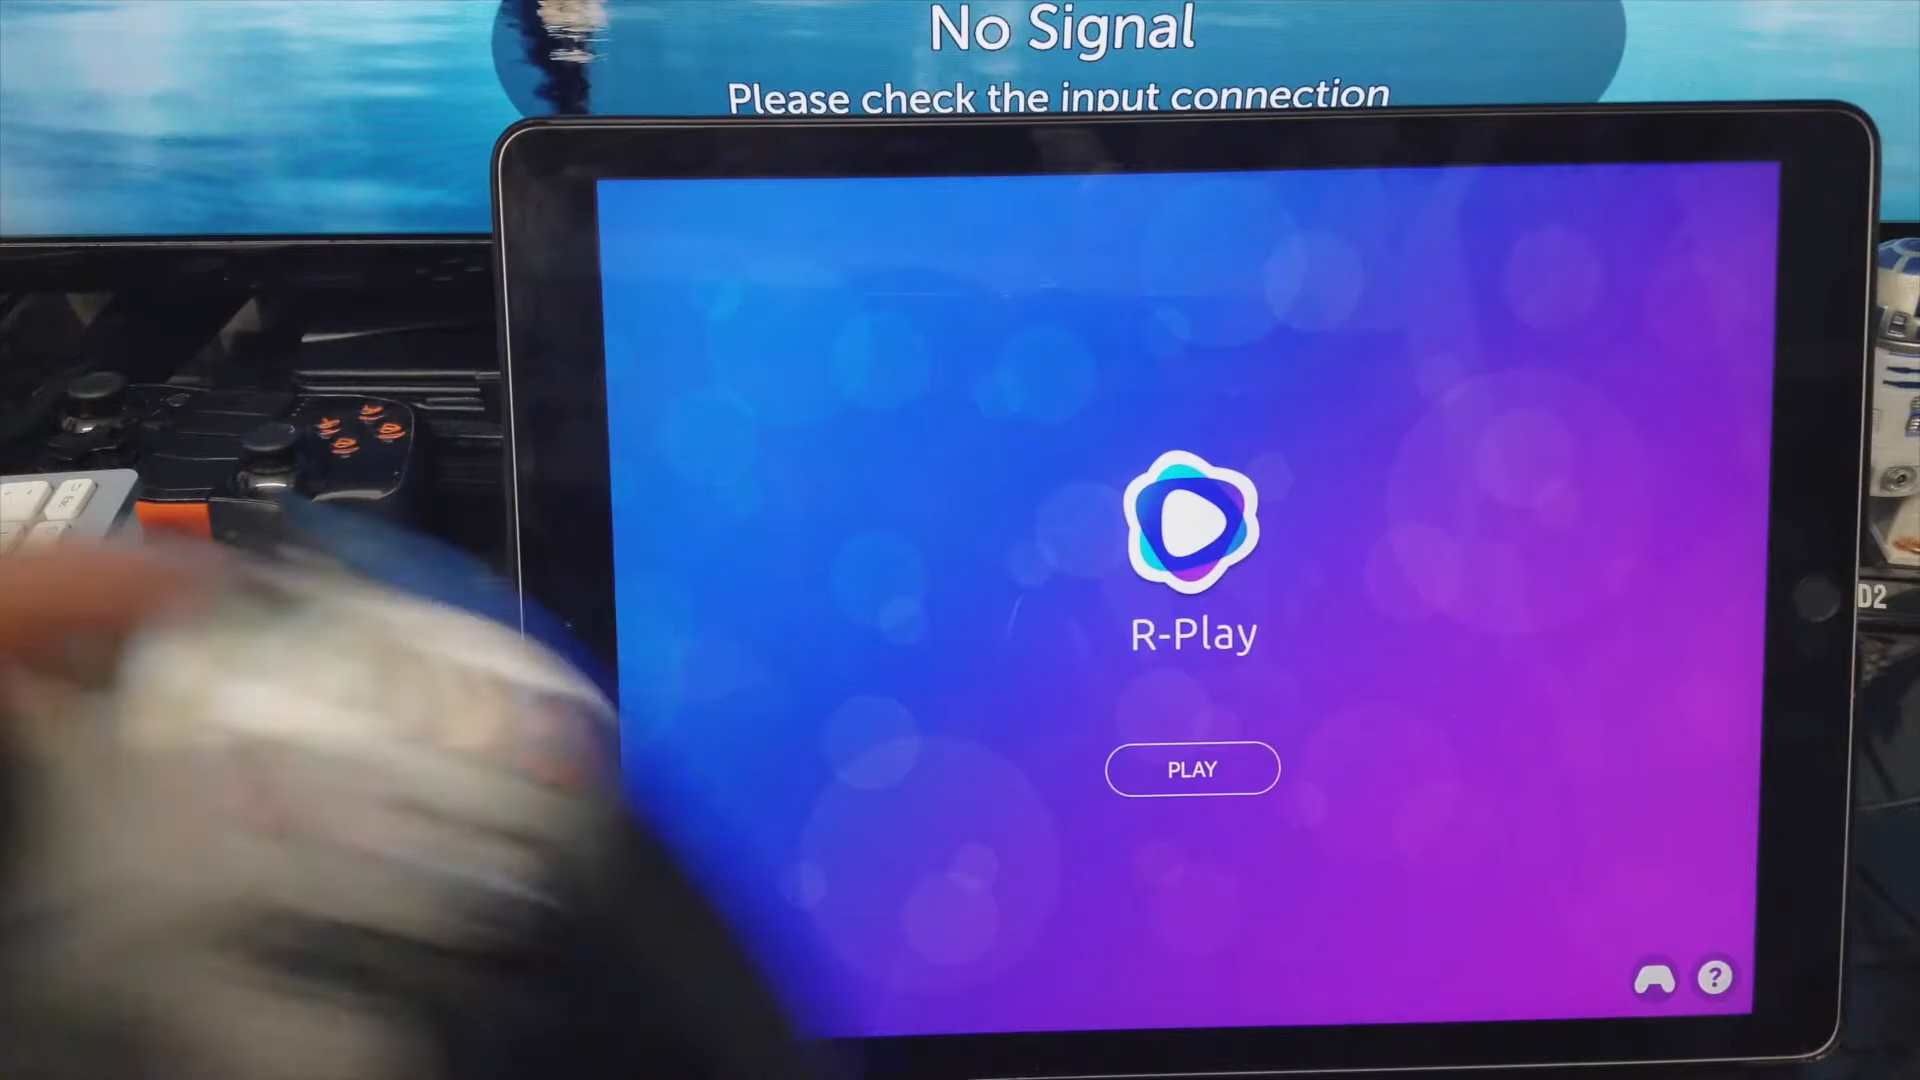 No Signal
Please check the input connection
R-Play
PLAY
?
D2